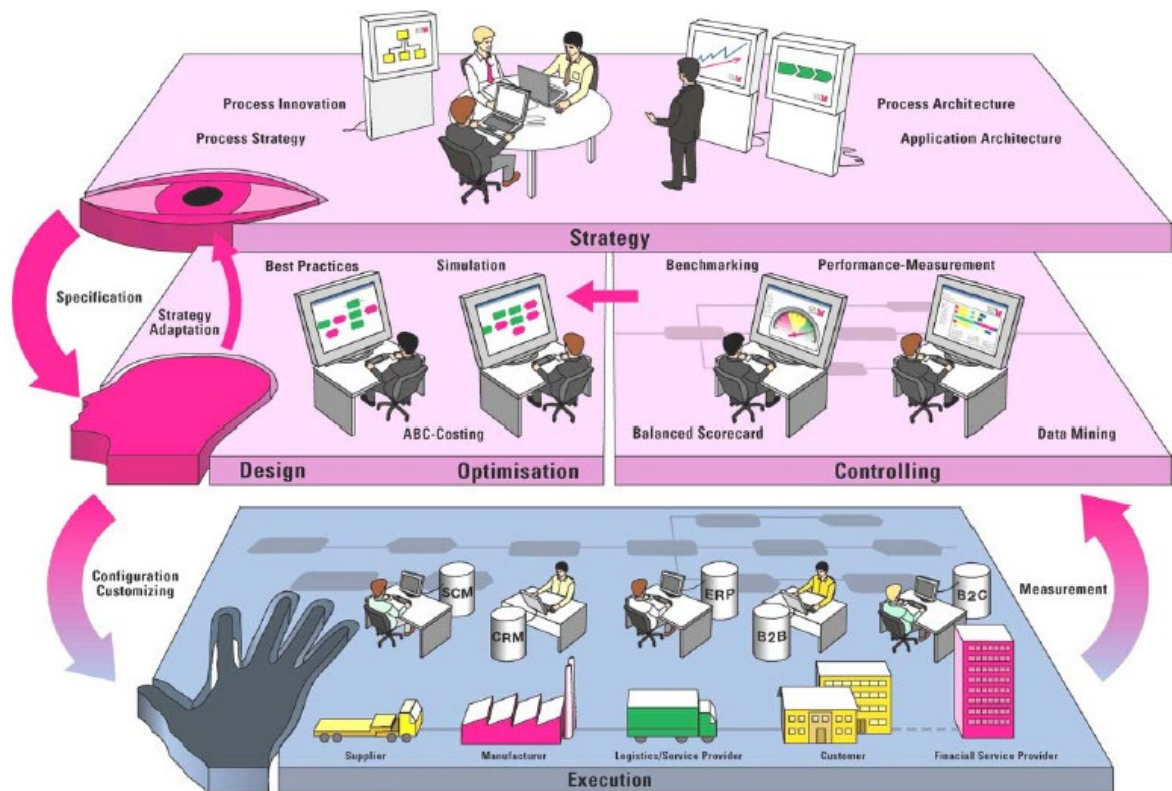 Process Innovation
Process Architecture
Process Strategy
Application Architecture
Strategy
Best Practices
Simulation
Benchmarking
Performance-Measurement
Specification
Strategy
Adaptation
ABC-Costing
Balanced Scorecard
Data Mining
Design
Optimisation
Controlling
Configuration
Customizing
SCM
CRM
ERP
B2B
B2C
Measurement
Supplier
Manufacturer
Logistics/Service Provider
Customer
Finacial Service Provider
Execution